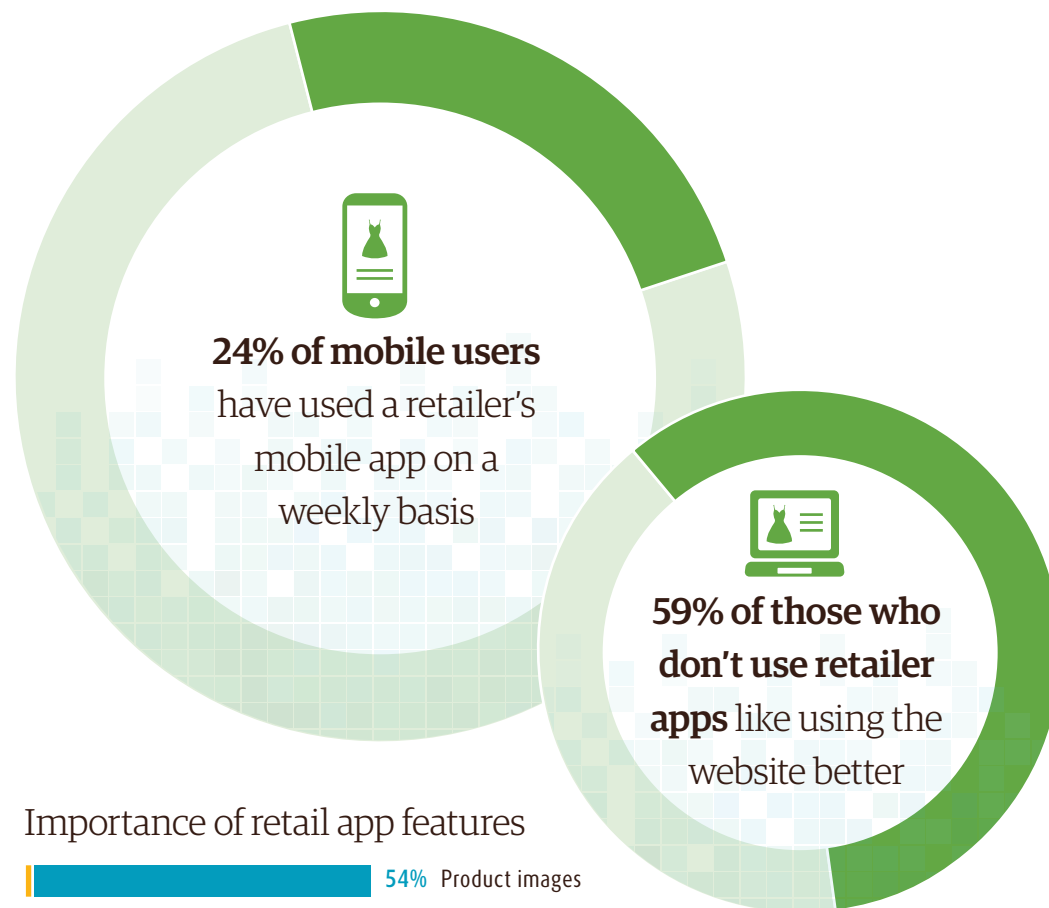 24% of mobile users
have used a retailer’s
mobile app on a
weekly basis
59% of those who
don’t use retailer
apps like using the
website better
Importance of retail app features
54% Product images